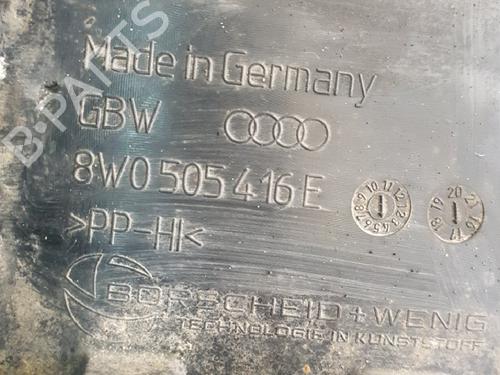 B-PARTS
Made in Germany
GBW
8W0 505 416 E
>PP-HI<
BORSCHEID+WENIG
TECHNOLOGIE IN KUNSTSTOFF